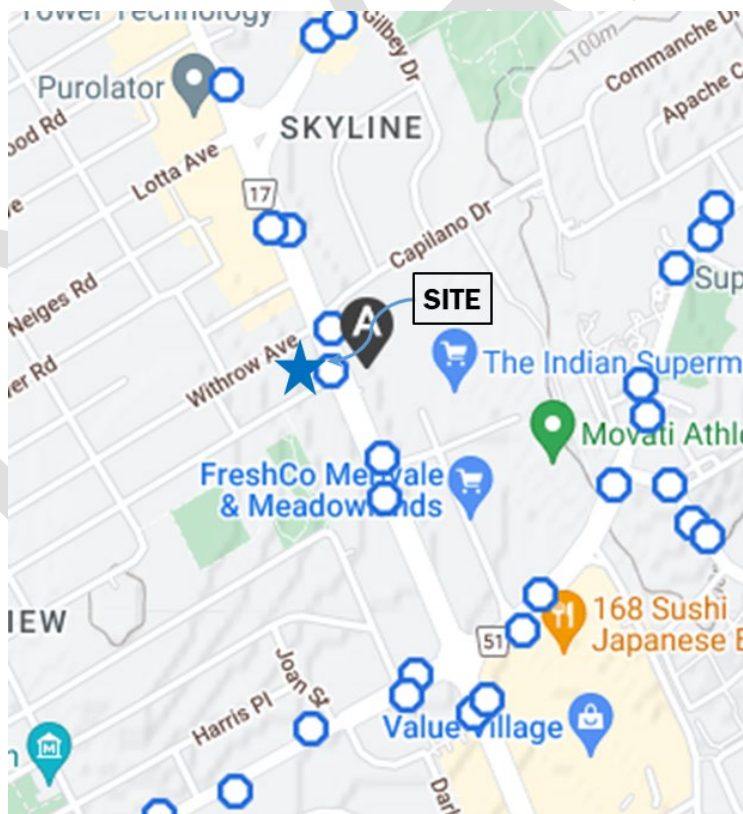 Tower Technology
Gilbey Dr
Purolator
SKYLINE
100m
Commanche Dr
Apache C
ood Rd
Lotta Ave
17
Capilano Dr
Neiges Rd
SITE
A
Sup
Withrow Ave
er Rd
The Indian Superm
Movati Athle
FreshCo Merivale
& Meadowlands
IEW
168 Sushi
Japanese E
51
Joan St
Harris Pl
Value Village
M
n
Darl